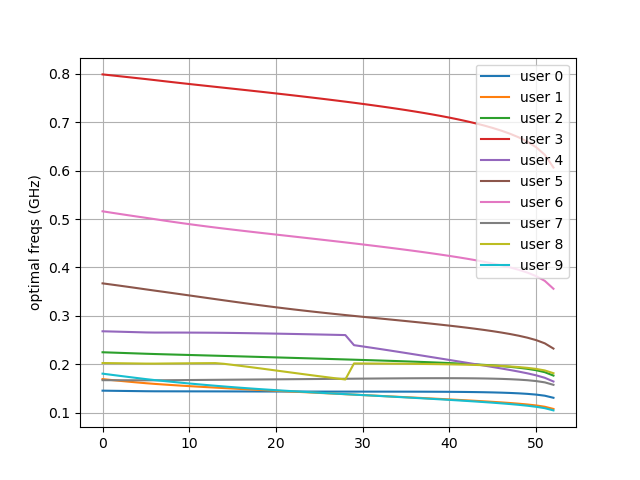 0.8
0.7
0.6
0.5
0.4
0.3
0.2
0.1
optimal freqs (GHz)
0
10
20
30
40
50
user 0
user 1
user 2
user 3
user 4
user 5
user 6
user 7
user 8
user 9